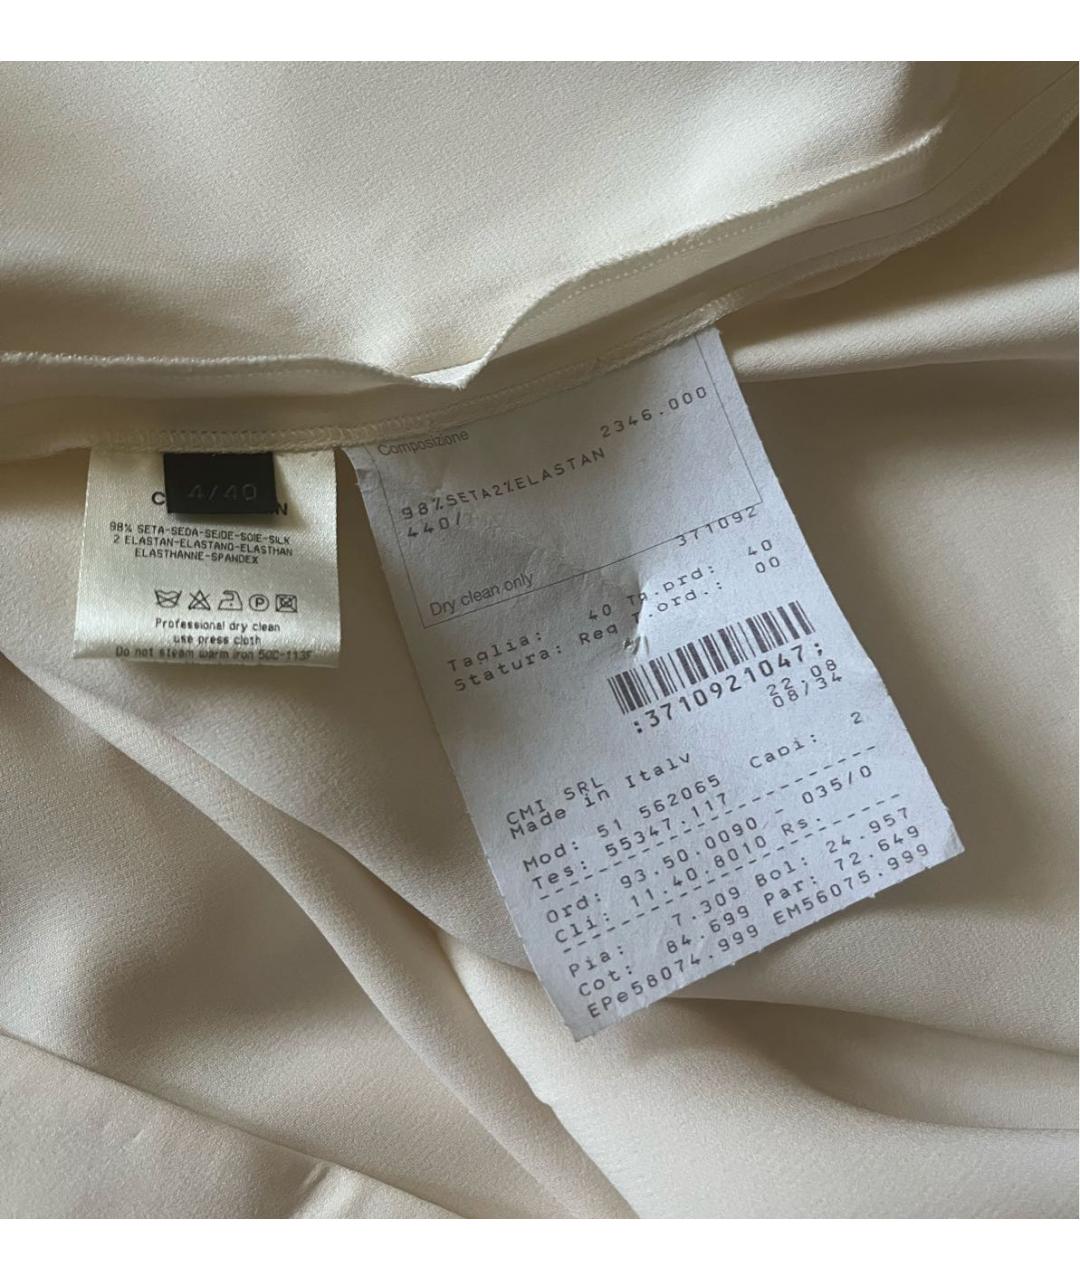 4/40
98% SETA-SEDA-SEIDE-SOIE-SILK
2 ELASTAN-ELASTANO-ELASTHAN
ELASTHANNE-SPANDEX
P
Professional dry clean
use press cloth
Do not steam warm iron 50C-113F
Composizione
2346.000
98%SETA2%ELASTAN
440/
371092
Dry clean only
Taglia: 40 Ta.ord: 40
Statura: Reg T.ord.: 00
:3710921047;
22.08
08/34
CMI SRL
Made in Italy
Mod: 51 562065 Capi: 2
Tes: 55347.117
Ord: 93.50.0090 - 035/0
Cli: 11.40.8010 Rs.
Pia: 7.309 Bol: 24.957
Cot: 84.699 Par: 72.649
EPe58074.999 EM56075.999